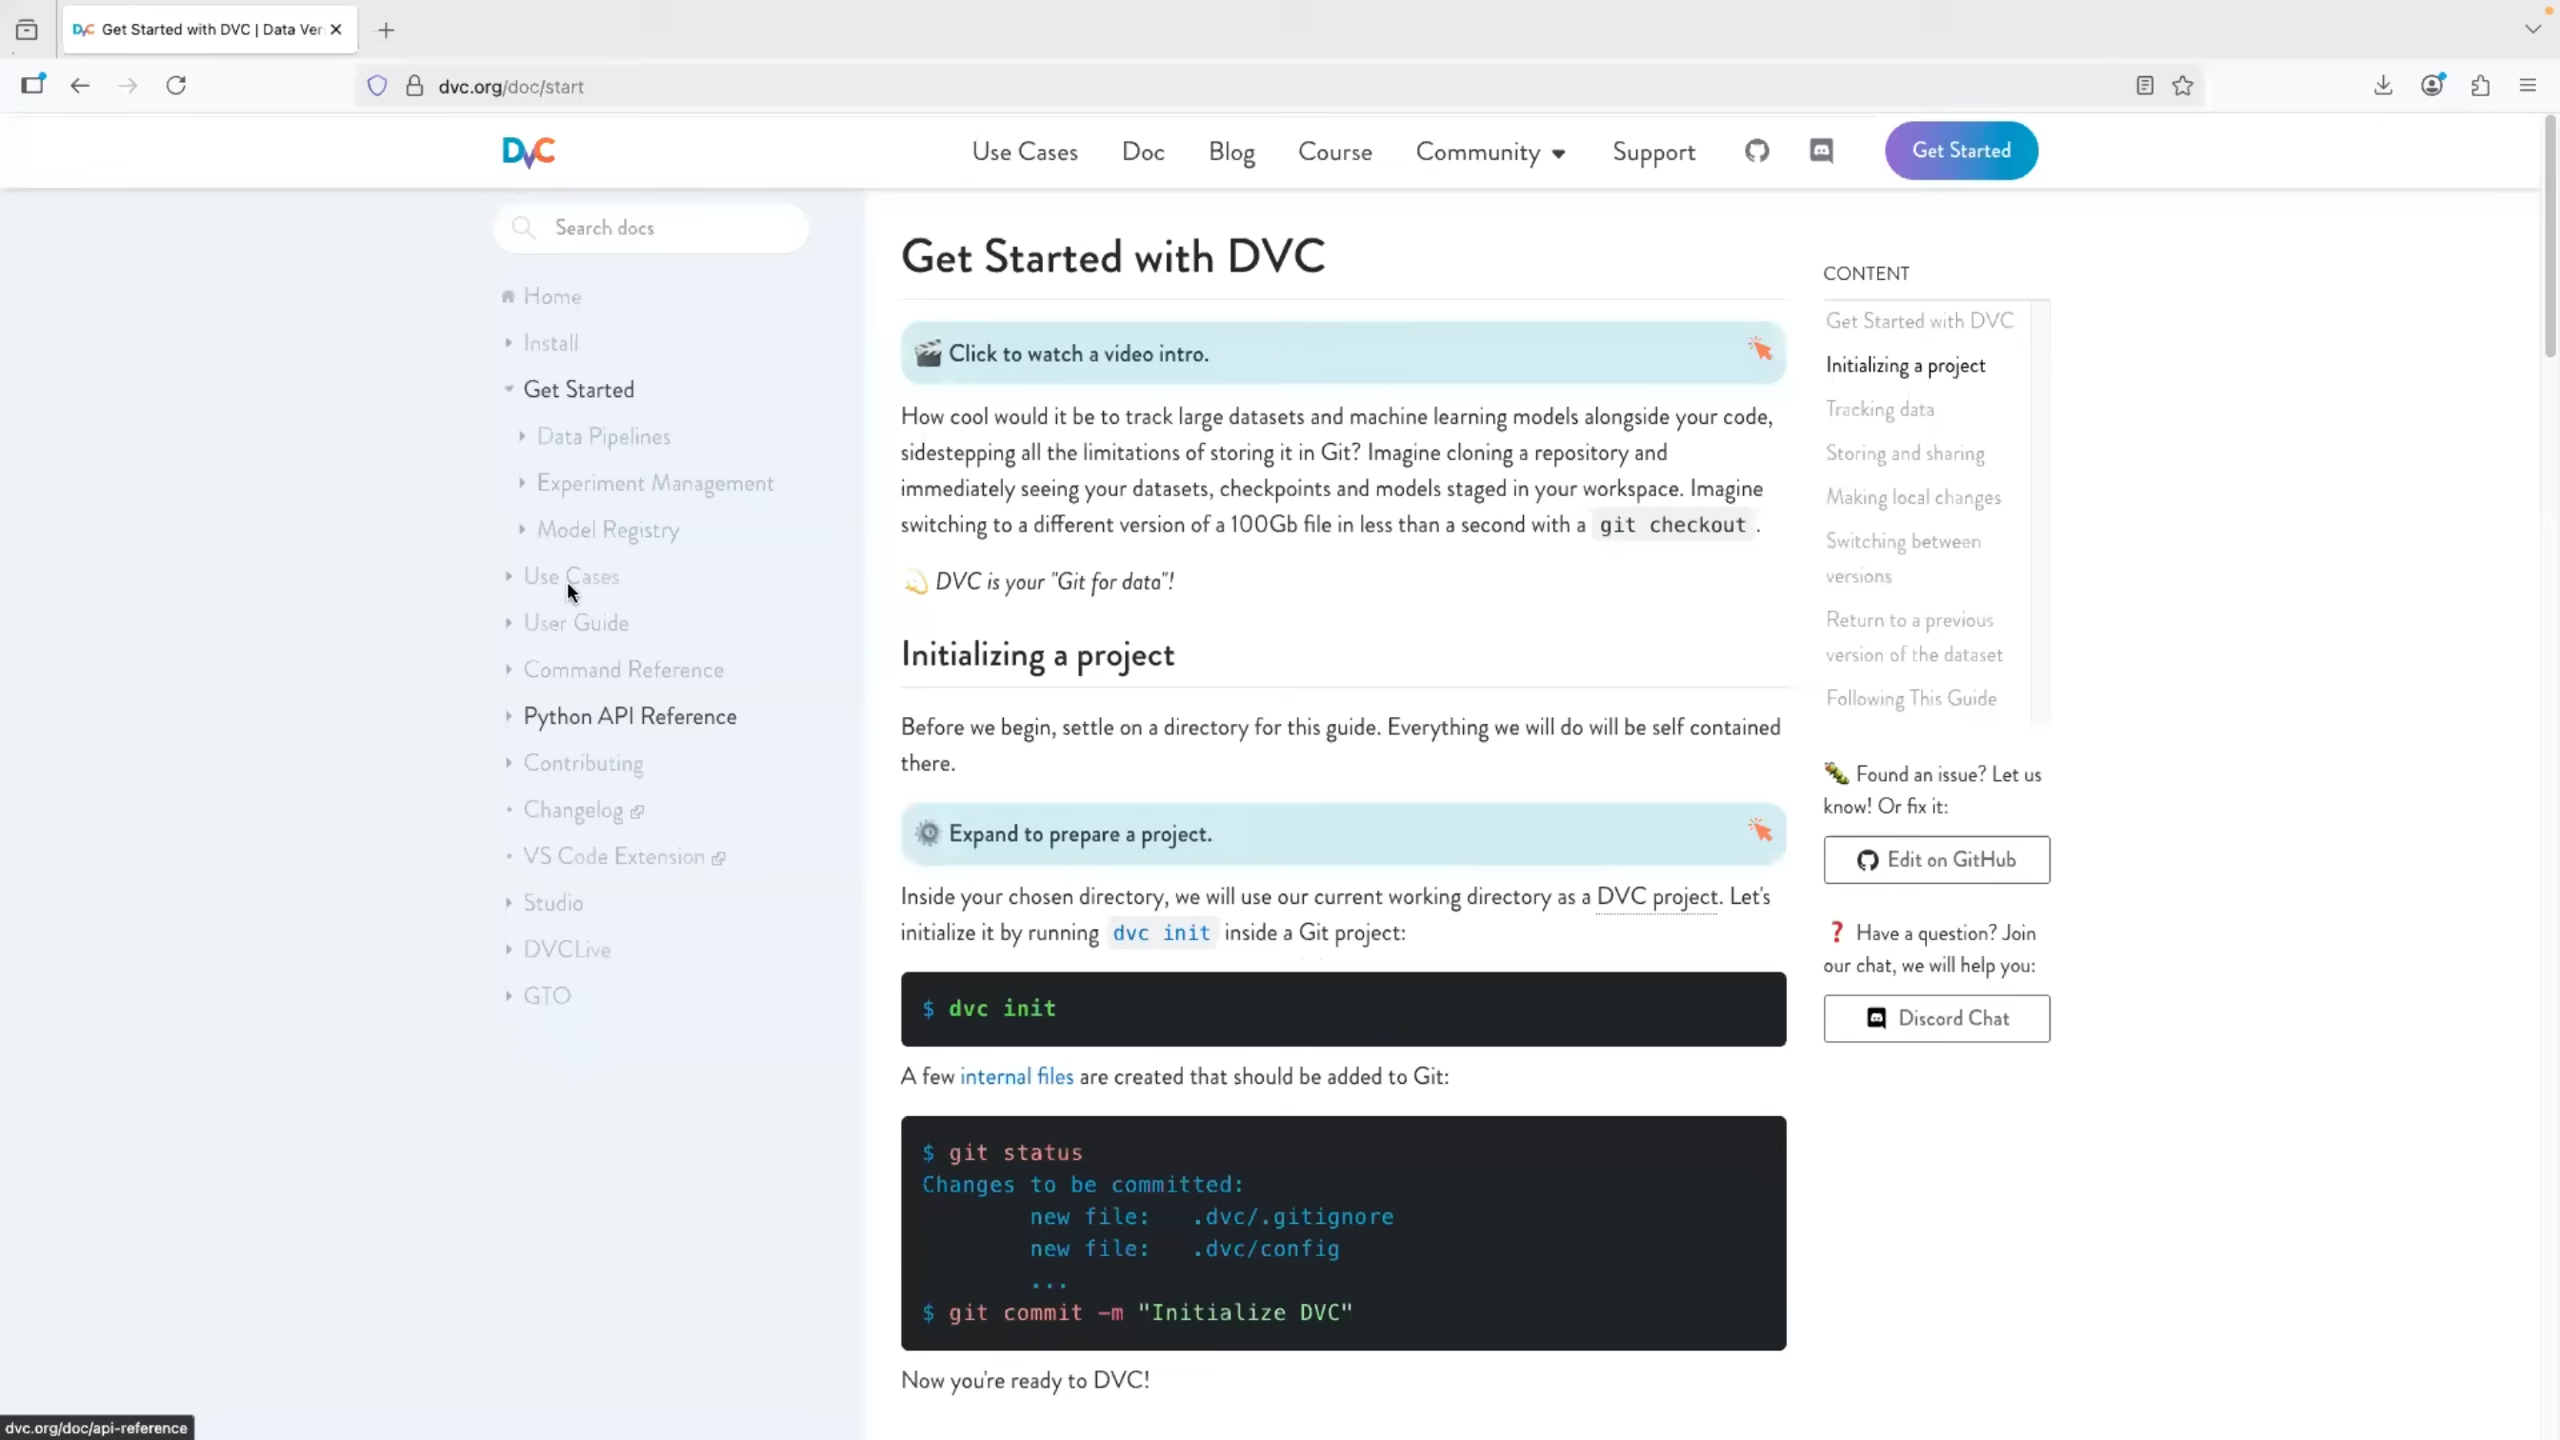 Get Started with DVC | Data Ver
dvc.org/doc/start
DVC
Use Cases
Doc
Blog
Course
Community
Support
Get Started
Search docs
Home
Install
Get Started
Data Pipelines
Experiment Management
Model Registry
Use Cases
User Guide
Command Reference
Python API Reference
Contributing
Changelog
VS Code Extension
Studio
DVCLive
GTO
Get Started with DVC
Click to watch a video intro.
How cool would it be to track large datasets and machine learning models alongside your code,
sidestepping all the limitations of storing it in Git? Imagine cloning a repository and
immediately seeing your datasets, checkpoints and models staged in your workspace. Imagine
switching to a different version of a 100Gb file in less than a second with a git checkout .
DVC is your "Git for data"!
Initializing a project
Before we begin, settle on a directory for this guide. Everything we will do will be self contained
there.
Expand to prepare a project.
Inside your chosen directory, we will use our current working directory as a DVC project. Let's
initialize it by running dvc init inside a Git project:
$ dvc init
A few internal files are created that should be added to Git:
$ git status
Changes to be committed:
new file: .dvc/.gitignore
new file: .dvc/config
...
$ git commit -m "Initialize DVC"
Now you're ready to DVC!
CONTENT
Get Started with DVC
Initializing a project
Tracking data
Storing and sharing
Making local changes
Switching between
versions
Return to a previous
version of the dataset
Following This Guide
Found an issue? Let us
know! Or fix it:
Edit on GitHub
❓ Have a question? Join
our chat, we will help you:
Discord Chat
dvc.org/doc/api-reference